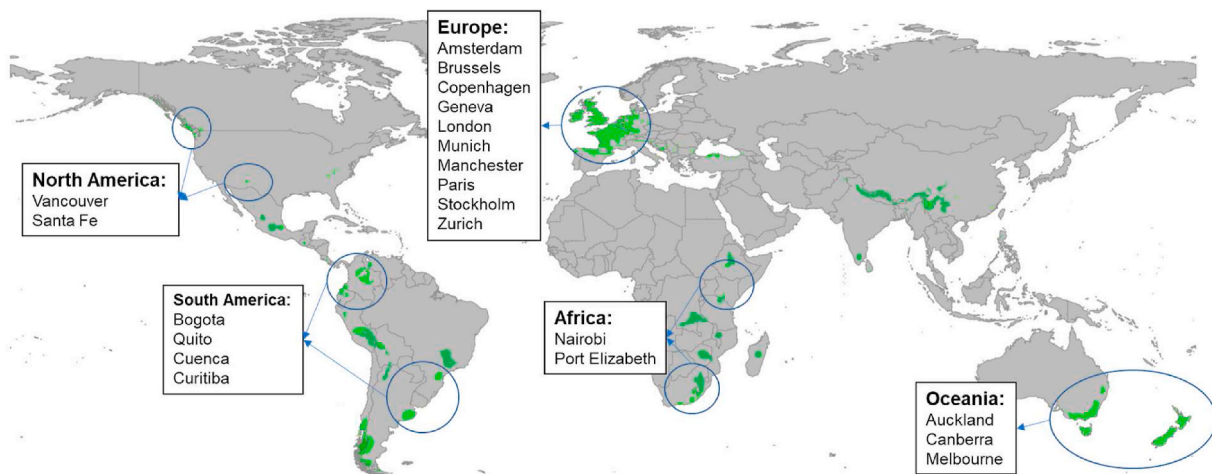 Europe:
Amsterdam
Brussels
Copenhagen
Geneva
London
Munich
Manchester
Paris
Stockholm
Zurich
North America:
Vancouver
Santa Fe
South America:
Bogota
Quito
Cuenca
Curitiba
Africa:
Nairobi
Port Elizabeth
Oceania:
Auckland
Canberra
Melbourne